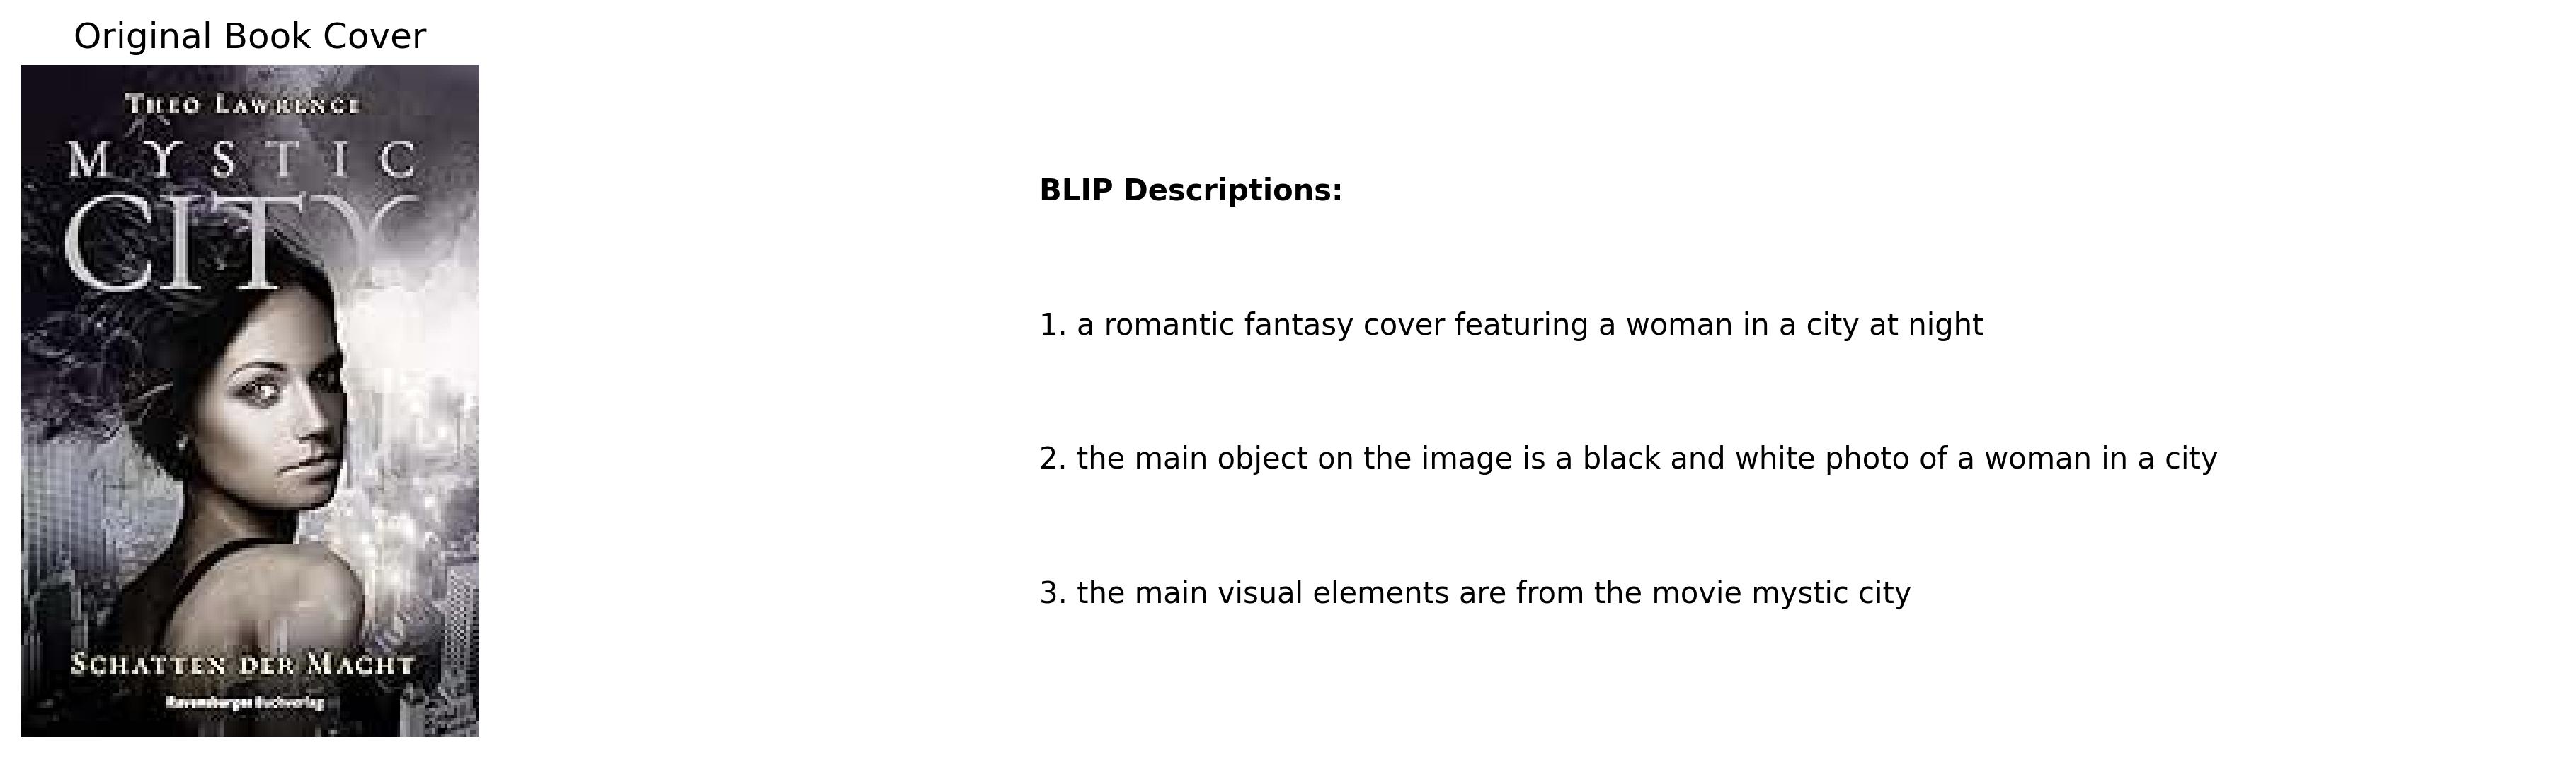 Original Book Cover
THEO LAWRENCE
MYSTIC
CITY
SCHATTEN DER MACHT
Ravensburger Buchverlag
BLIP Descriptions:
1. a romantic fantasy cover featuring a woman in a city at night
2. the main object on the image is a black and white photo of a woman in a city
3. the main visual elements are from the movie mystic city